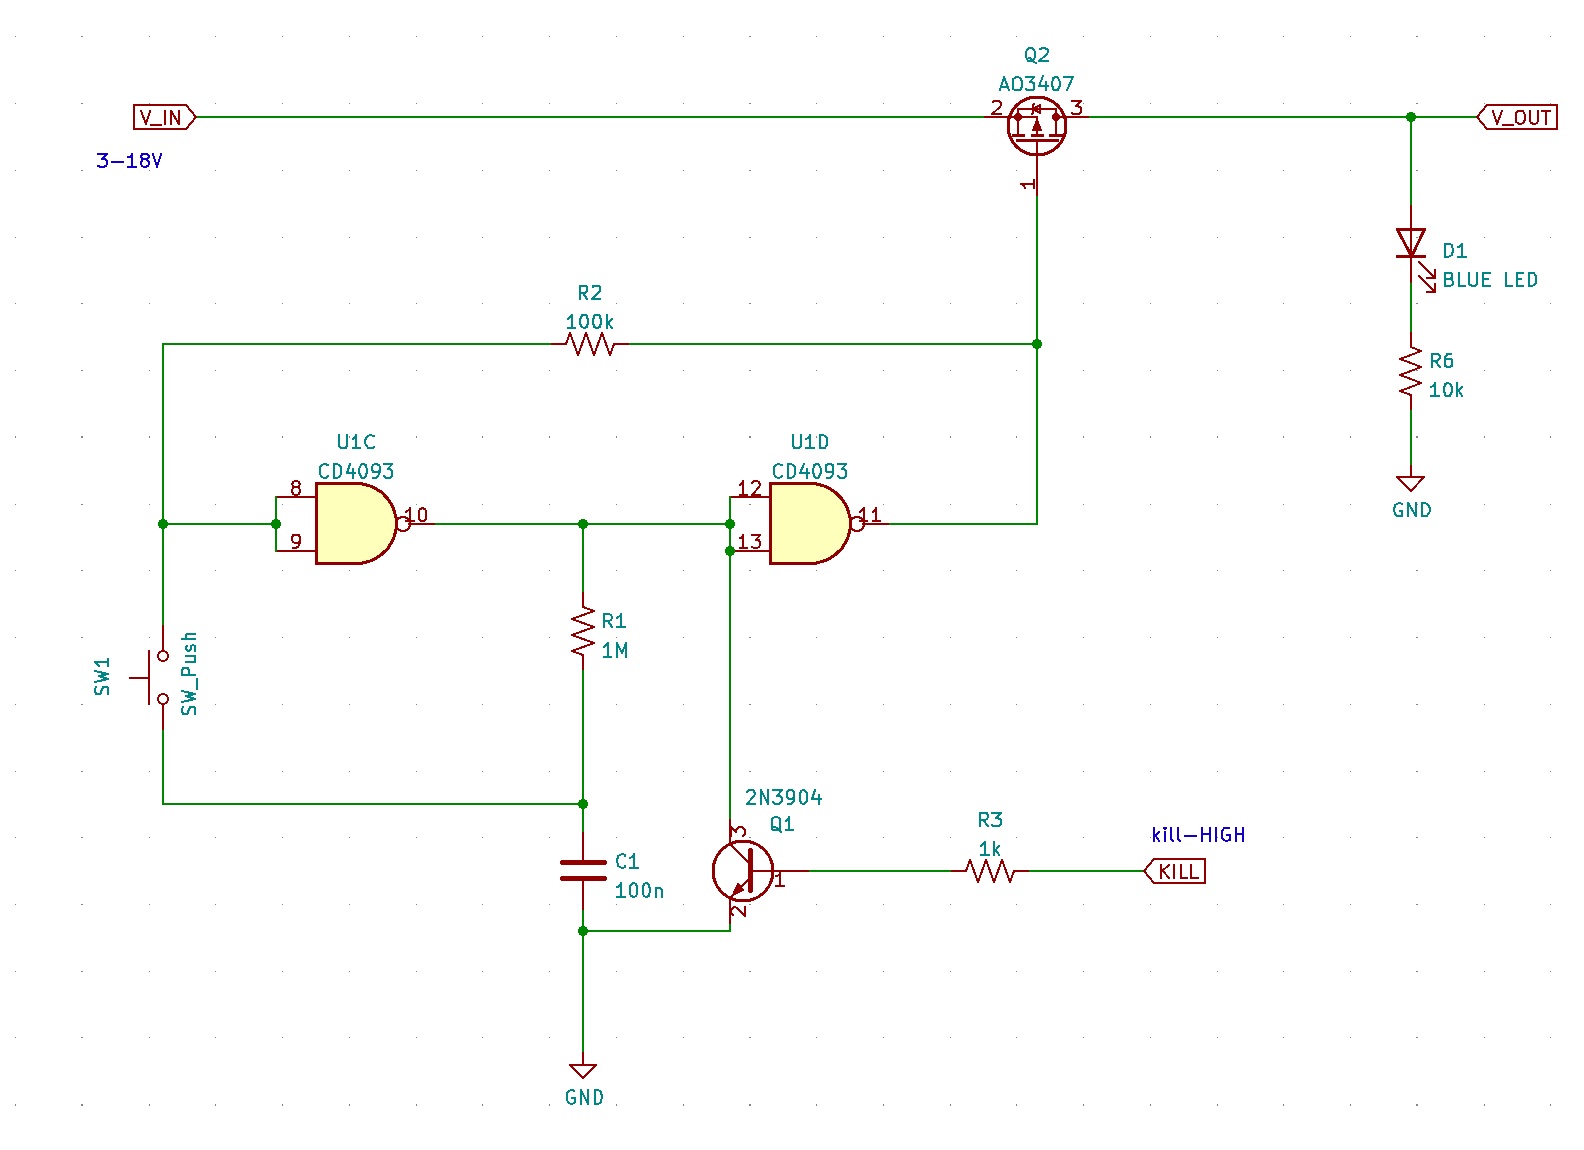 Q2
AO3407
2
3
1
V_IN
V_OUT
3-18V
R2
100k
D1
BLUE LED
R6
10k
GND
U1C
CD4093
8
9
10
U1D
CD4093
12
13
11
SW1
SW_Push
R1
1M
2N3904
Q1
3
1
2
R3
1k
kill-HIGH
KILL
C1
100n
GND